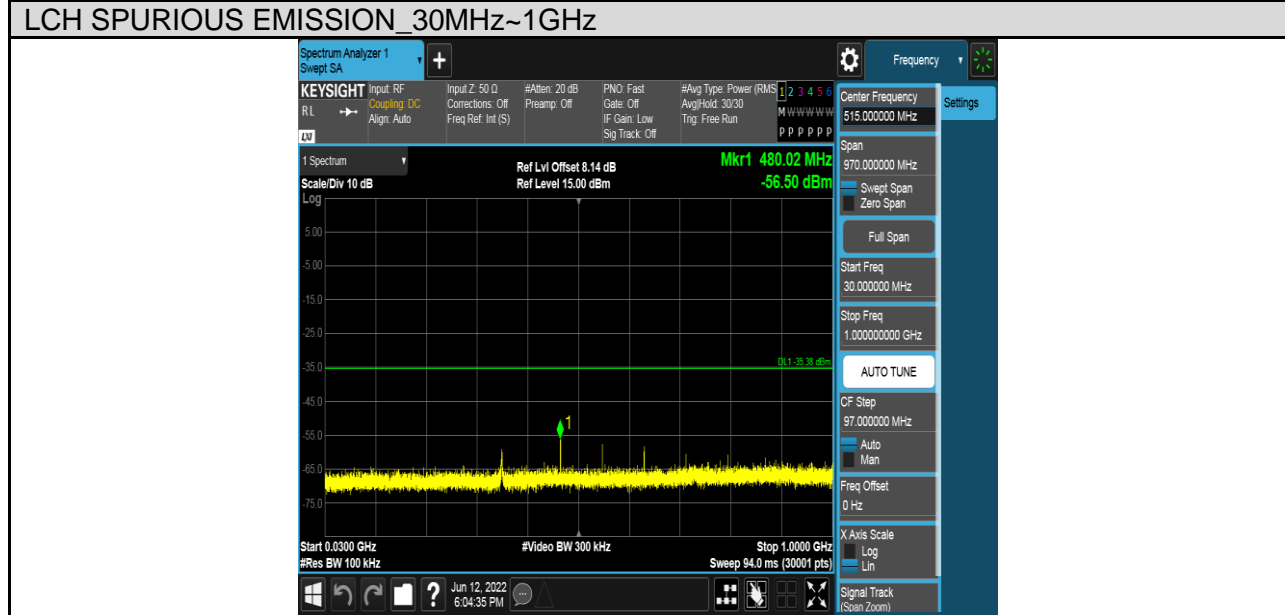 LCH SPURIOUS EMISSION_30MHz~1GHz
Spectrum Analyzer 1
Swept SA
+
Frequency
KEYSIGHT
RL
LXI
Input: RF
Coupling: DC
Align: Auto
Input Z: 50 Ω
Corrections: Off
Freq Ref: Int (S)
#Atten: 20 dB
Preamp: Off
PNO: Fast
Gate: Off
IF Gain: Low
Sig Track: Off
#Avg Type: Power (RMS
Avg|Hold: 30/30
Trig: Free Run
1 2 3 4 5 6
M W W W W W
P P P P P P
Center Frequency
515.000000 MHz
Settings
1 Spectrum
Scale/Div 10 dB
Ref Lvl Offset 8.14 dB
Ref Level 15.00 dBm
Mkr1 480.02 MHz
-56.50 dBm
Span
970.000000 MHz
Swept Span
Zero Span
Full Span
Start Freq
30.000000 MHz
Stop Freq
1.000000000 GHz
AUTO TUNE
CF Step
97.000000 MHz
Auto
Man
Freq Offset
0 Hz
X Axis Scale
Log
Lin
Signal Track
(Span Zoom)
Log
5.00
-5.00
-15.0
-25.0
-35.0
DL1 -35.38 dBm
-45.0
1
-55.0
-65.0
-75.0
Start 0.0300 GHz
#Res BW 100 kHz
#Video BW 300 kHz
Stop 1.0000 GHz
Sweep 94.0 ms (30001 pts)
?
Jun 12, 2022
6:04:35 PM